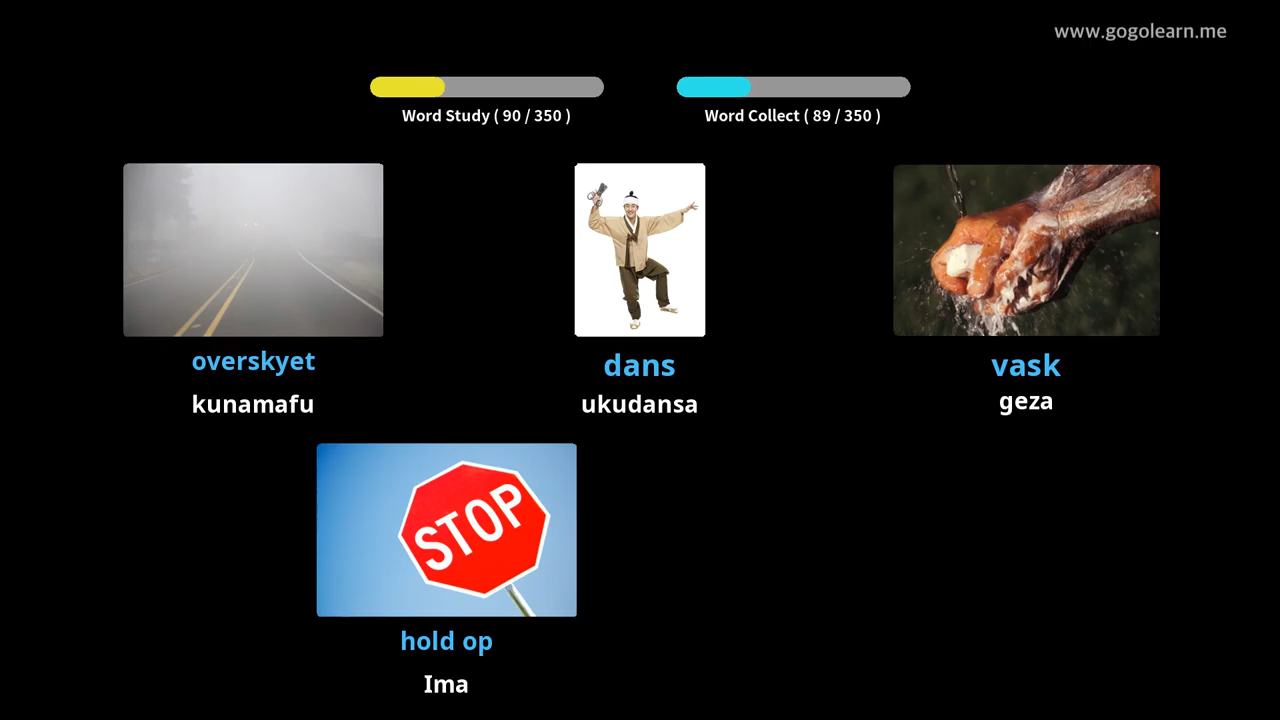 www.gogolearn.me
Word Study ( 90 / 350 )
Word Collect ( 89 / 350 )
overskyet
kunamafu
dans
ukudansa
vask
geza
STOP
hold op
Ima